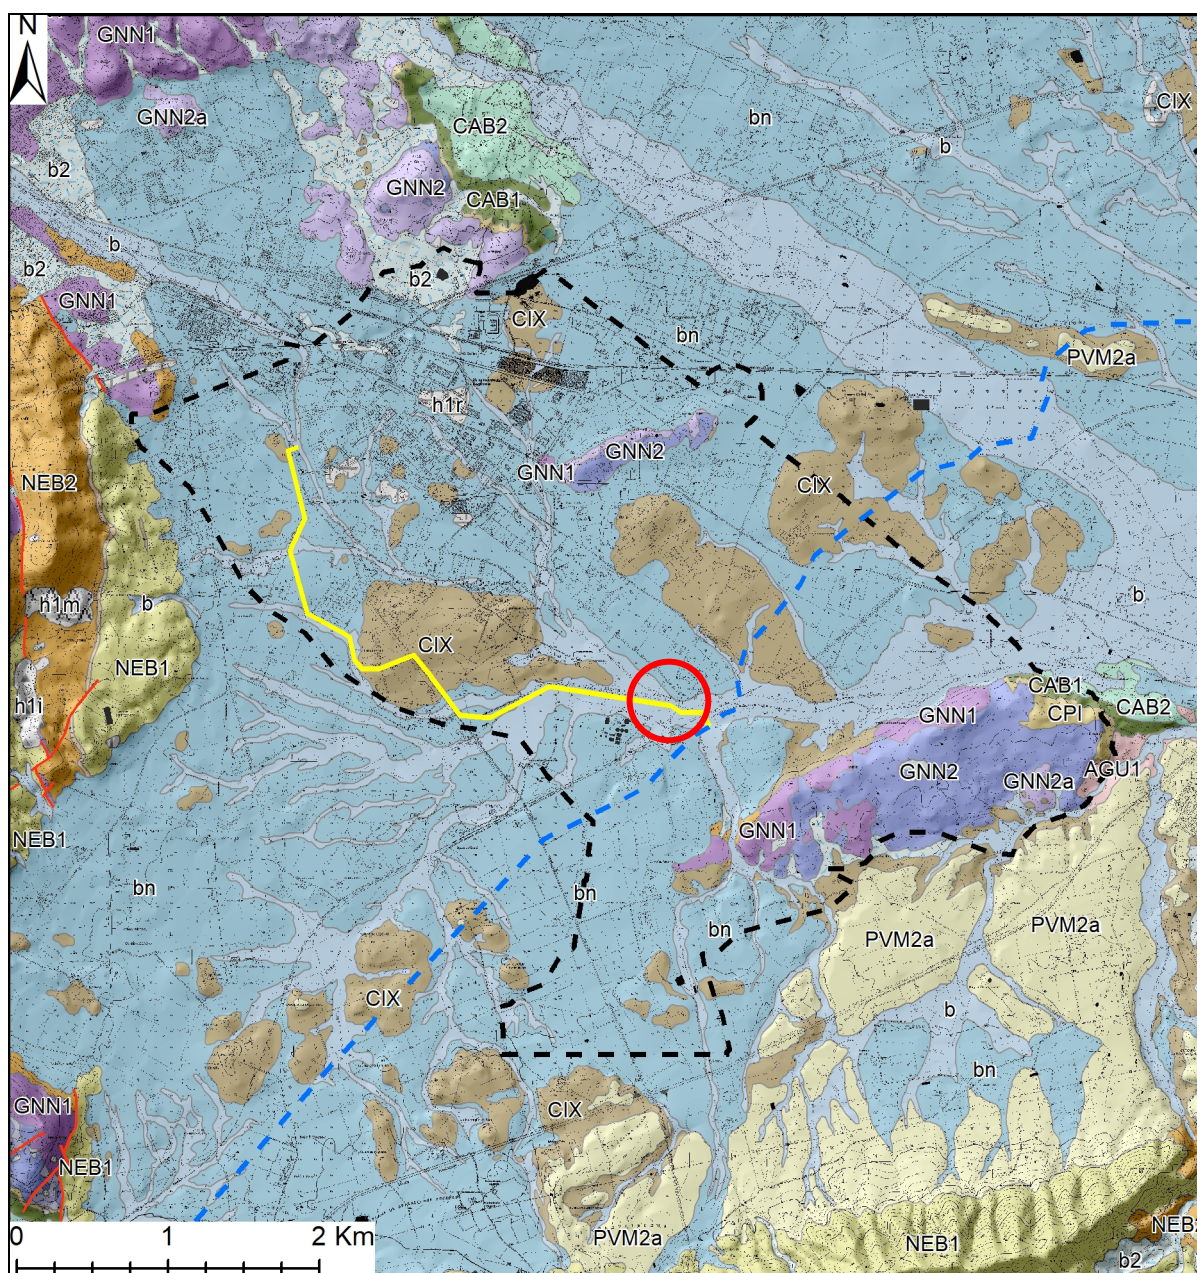 GNN1
N
GNN2a
CAB2
bn
CIX
b
b2
GNN2
CAB1
b
b2
b2
GNN1
CIX
bn
PVM2a
h1r
GNN2
GNN1
NEB2
CIX
h1m
b
b
NEB1
CIX
h1i
CAB1
CPI
CAB2
GNN1
GNN2
AGU1
GNN2a
GNN1
NEB1
bn
bn
bn
PVM2a
PVM2a
CIX
b
bn
GNN1
CIX
NEB1
NEB2
PVM2a
NEB1
b2
0 1 2 Km